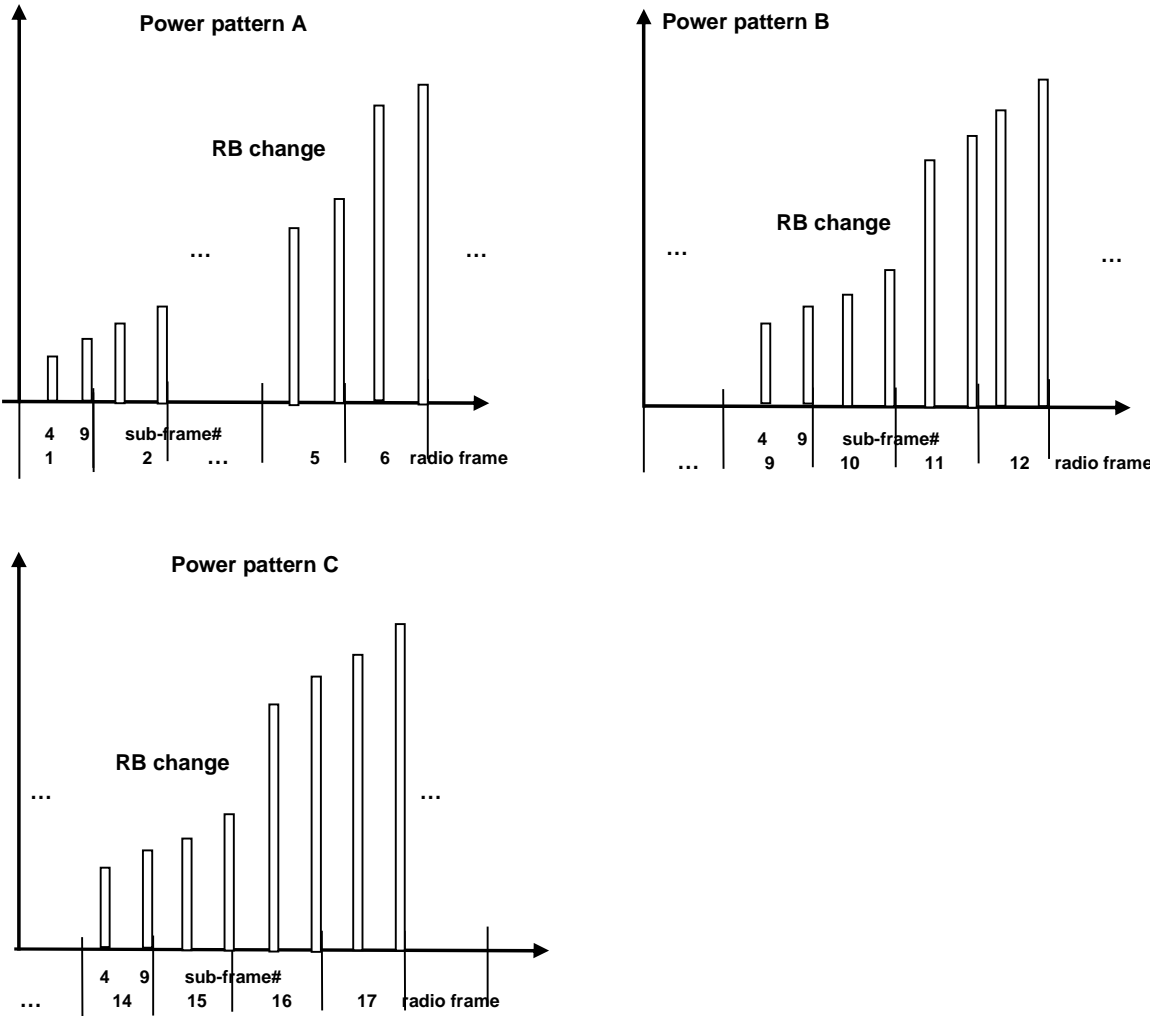 Power pattern A
RB change
...
...
4 9 sub-frame#
1 2 ... 5 6 radio frame
Power pattern B
RB change
...
...
4 9 sub-frame#
... 9 10 11 12 radio frame
Power pattern C
RB change
...
...
4 9 sub-frame#
... 14 15 16 17 radio frame